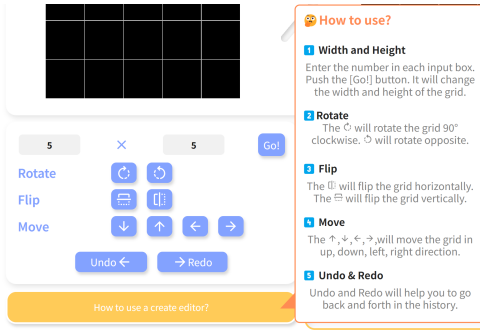 5
5
Go!
Rotate
Flip
Move
Undo
Redo
How to use a create editor?
How to use?
1 Width and Height
Enter the number in each input box.
Push the [Go!] button. It will change
the width and height of the grid.
2 Rotate
The ↻ will rotate the grid 90°
clockwise. ↺ will rotate opposite.
3 Flip
The will flip the grid horizontally.
The will flip the grid vertically.
4 Move
The ↑,↓,←,→,will move the grid in
up, down, left, right direction.
5 Undo & Redo
Undo and Redo will help you to go
back and forth in the history.